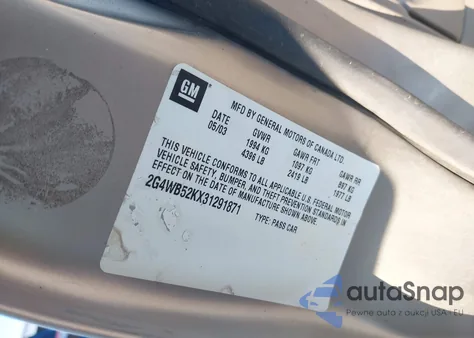 GM
MFD BY GENERAL MOTORS OF CANADA LTD.
DATE GVWR GAWR FRT GAWR RR
05/03 1994 KG 1097 KG 897 KG
4396 LB 2419 LB 1977 LB
THIS VEHICLE CONFORMS TO ALL APPLICABLE U.S. FEDERAL MOTOR
VEHICLE SAFETY, BUMPER, AND THEFT PREVENTION STANDARDS IN
EFFECT ON THE DATE OF MANUFACTURE SHOWN ABOVE.
2G4WB52KX31291871
TYPE: PASS CAR
autoSnap
Pewne auta z aukcji USA i EU